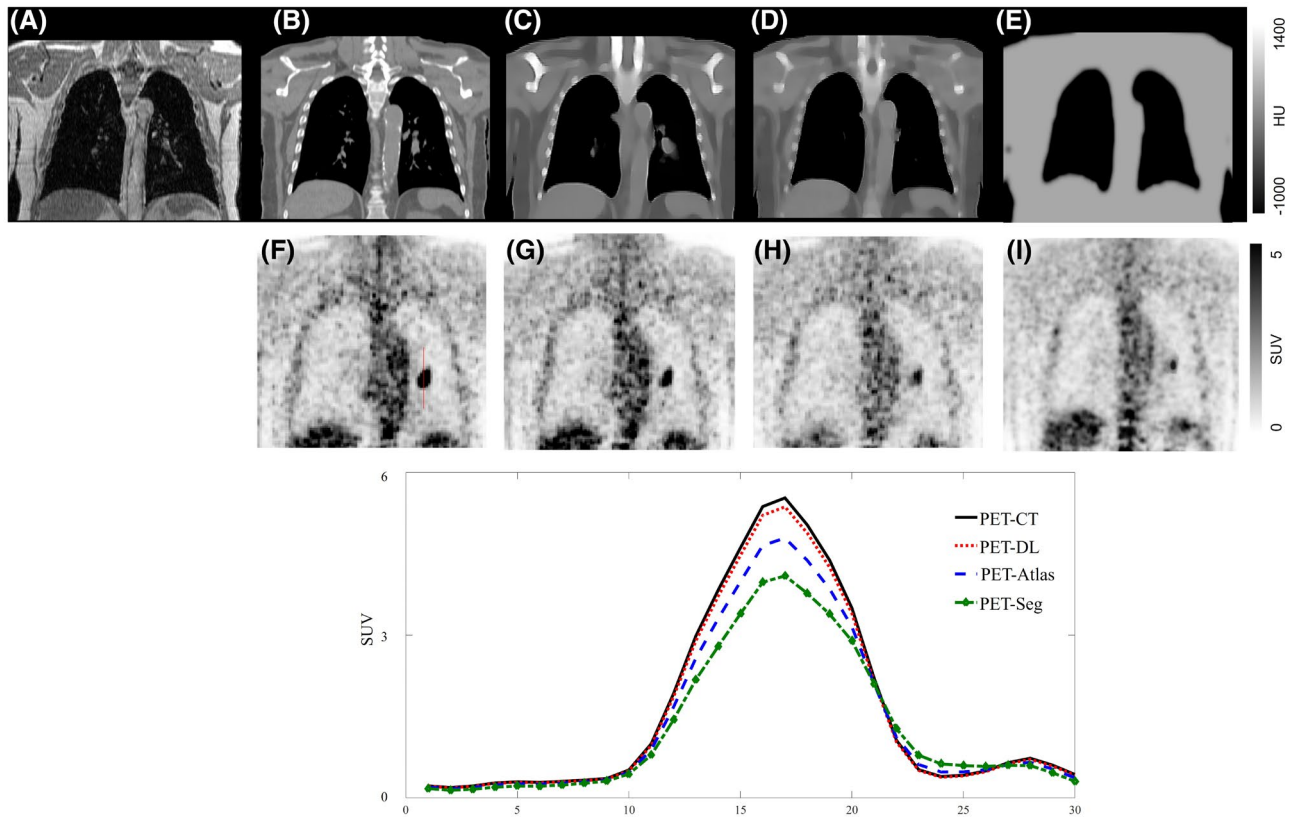 (A) (B) (C) (D) (E)
1400
HU
-1000
(F) (G) (H) (I)
5
SUV
0
6
3
0
SUV
PET-CT
PET-DL
PET-Atlas
PET-Seg
0 5 10 15 20 25 30